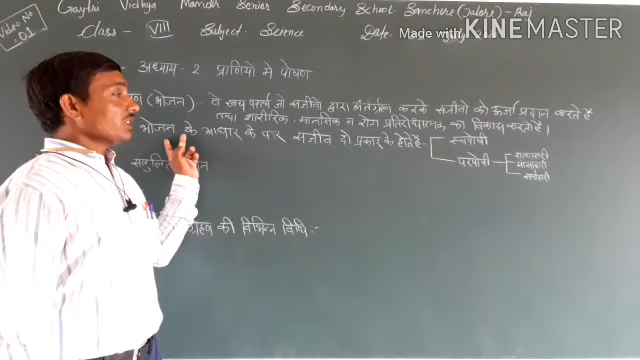 Video No
01
Gaytri Vidhya Mandir Senior Secondary School Sanchore (Jalore) - Raj
Class - VIII Subject - Science Date -
Made with KINEMASTER
अध्याय - 2 प्राणियों मे पोषण
(भोजन) :- वे खाद्य पदार्थ जो सजीवो द्वारा अंतर्ग्रहण करके सजीवो को ऊर्जा प्रदान करते है
तथा शारीरिक, मानसिक व रोग प्रतिरोधात्मक का विकास करते है।
भोजन के आधार के पर सजीव दो प्रकार के होते है- स्वपोषी
परपोषी शाकाहारी
मांसाहारी
सर्वाहारी
की विभिन्न विधि :-